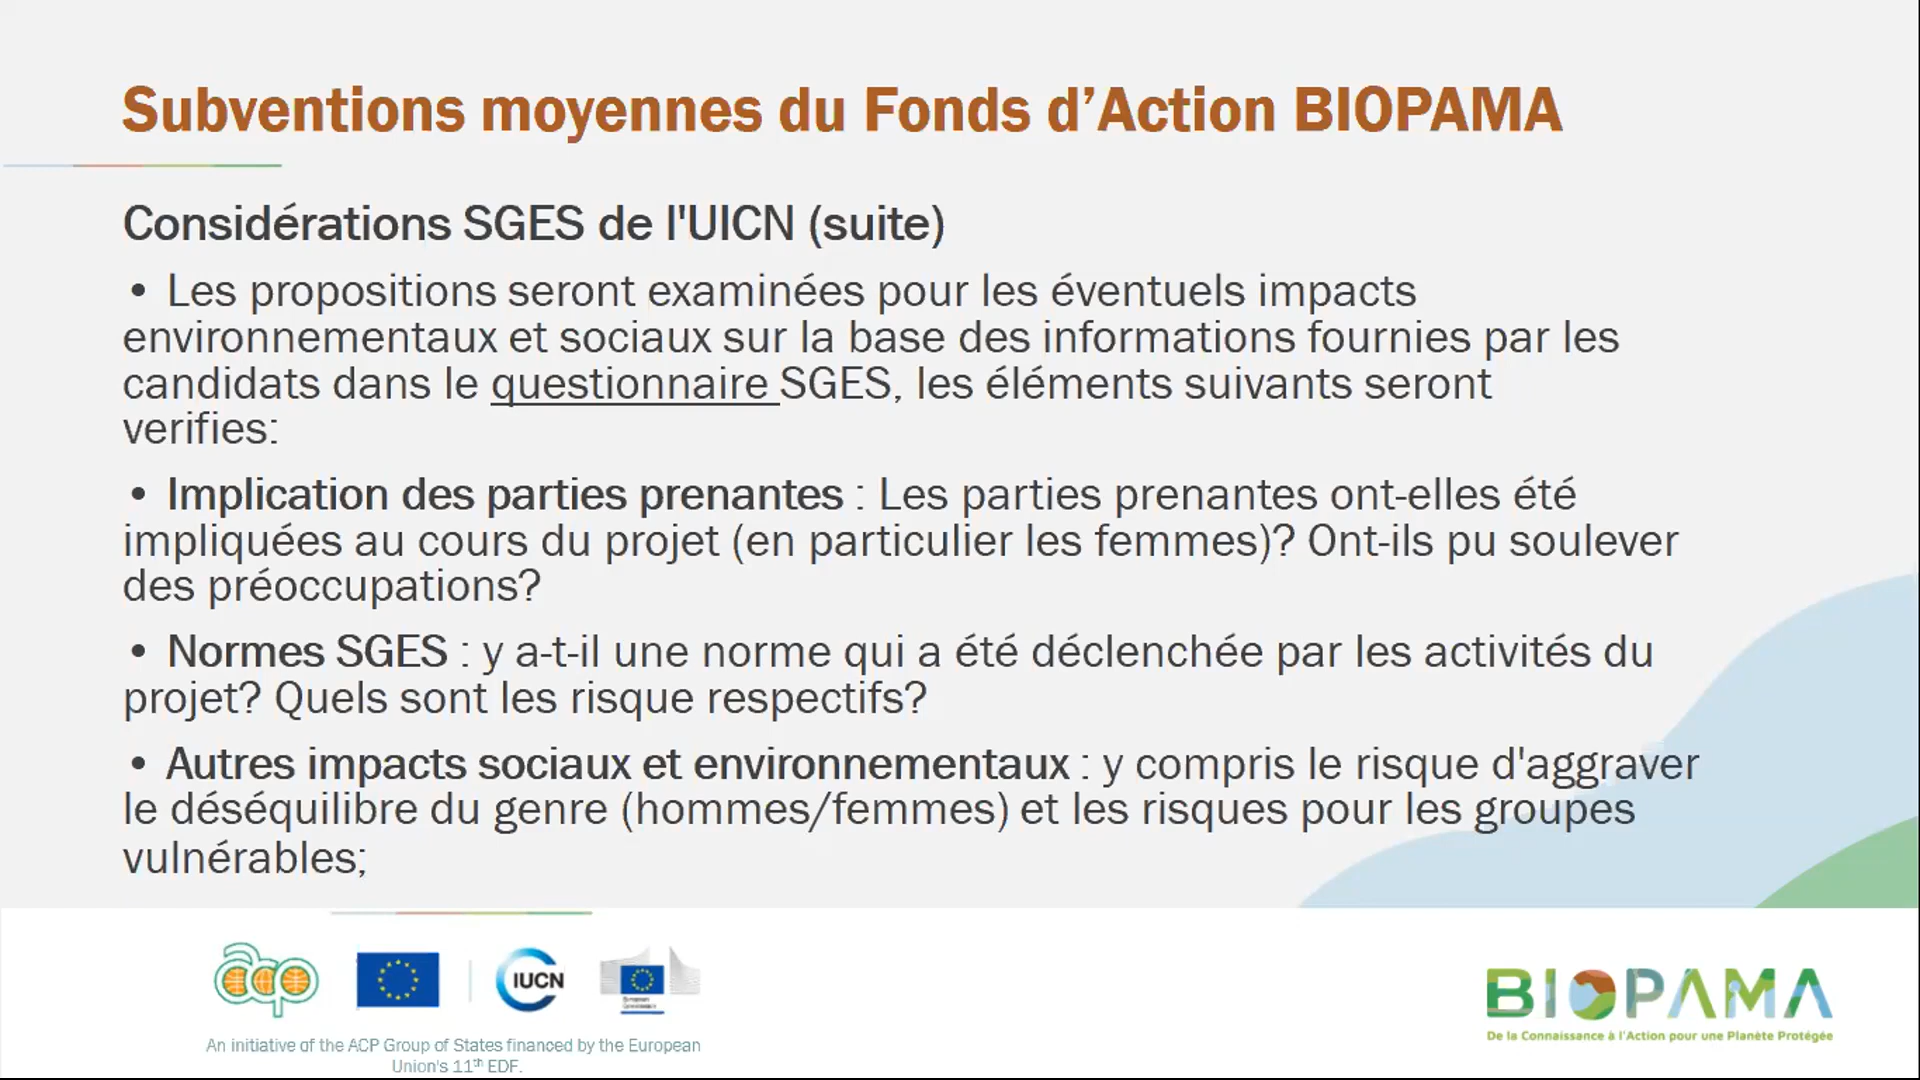 Subventions moyennes du Fonds d’Action BIOPAMA
Considérations SGES de l'UICN (suite)
• Les propositions seront examinées pour les éventuels impacts
environnementaux et sociaux sur la base des informations fournies par les
candidats dans le questionnaire SGES, les éléments suivants seront
verifies:
• Implication des parties prenantes : Les parties prenantes ont-elles été
impliquées au cours du projet (en particulier les femmes)? Ont-ils pu soulever
des préoccupations?
• Normes SGES : y a-t-il une norme qui a été déclenchée par les activités du
projet? Quels sont les risque respectifs?
• Autres impacts sociaux et environnementaux : y compris le risque d'aggraver
le déséquilibre du genre (hommes/femmes) et les risques pour les groupes
vulnérables;
acp
IUCN
European
Commission
An initiative of the ACP Group of States financed by the European
Union's 11th EDF.
BIOPAMA
De la Connaissance à l'Action pour une Planète Protégée